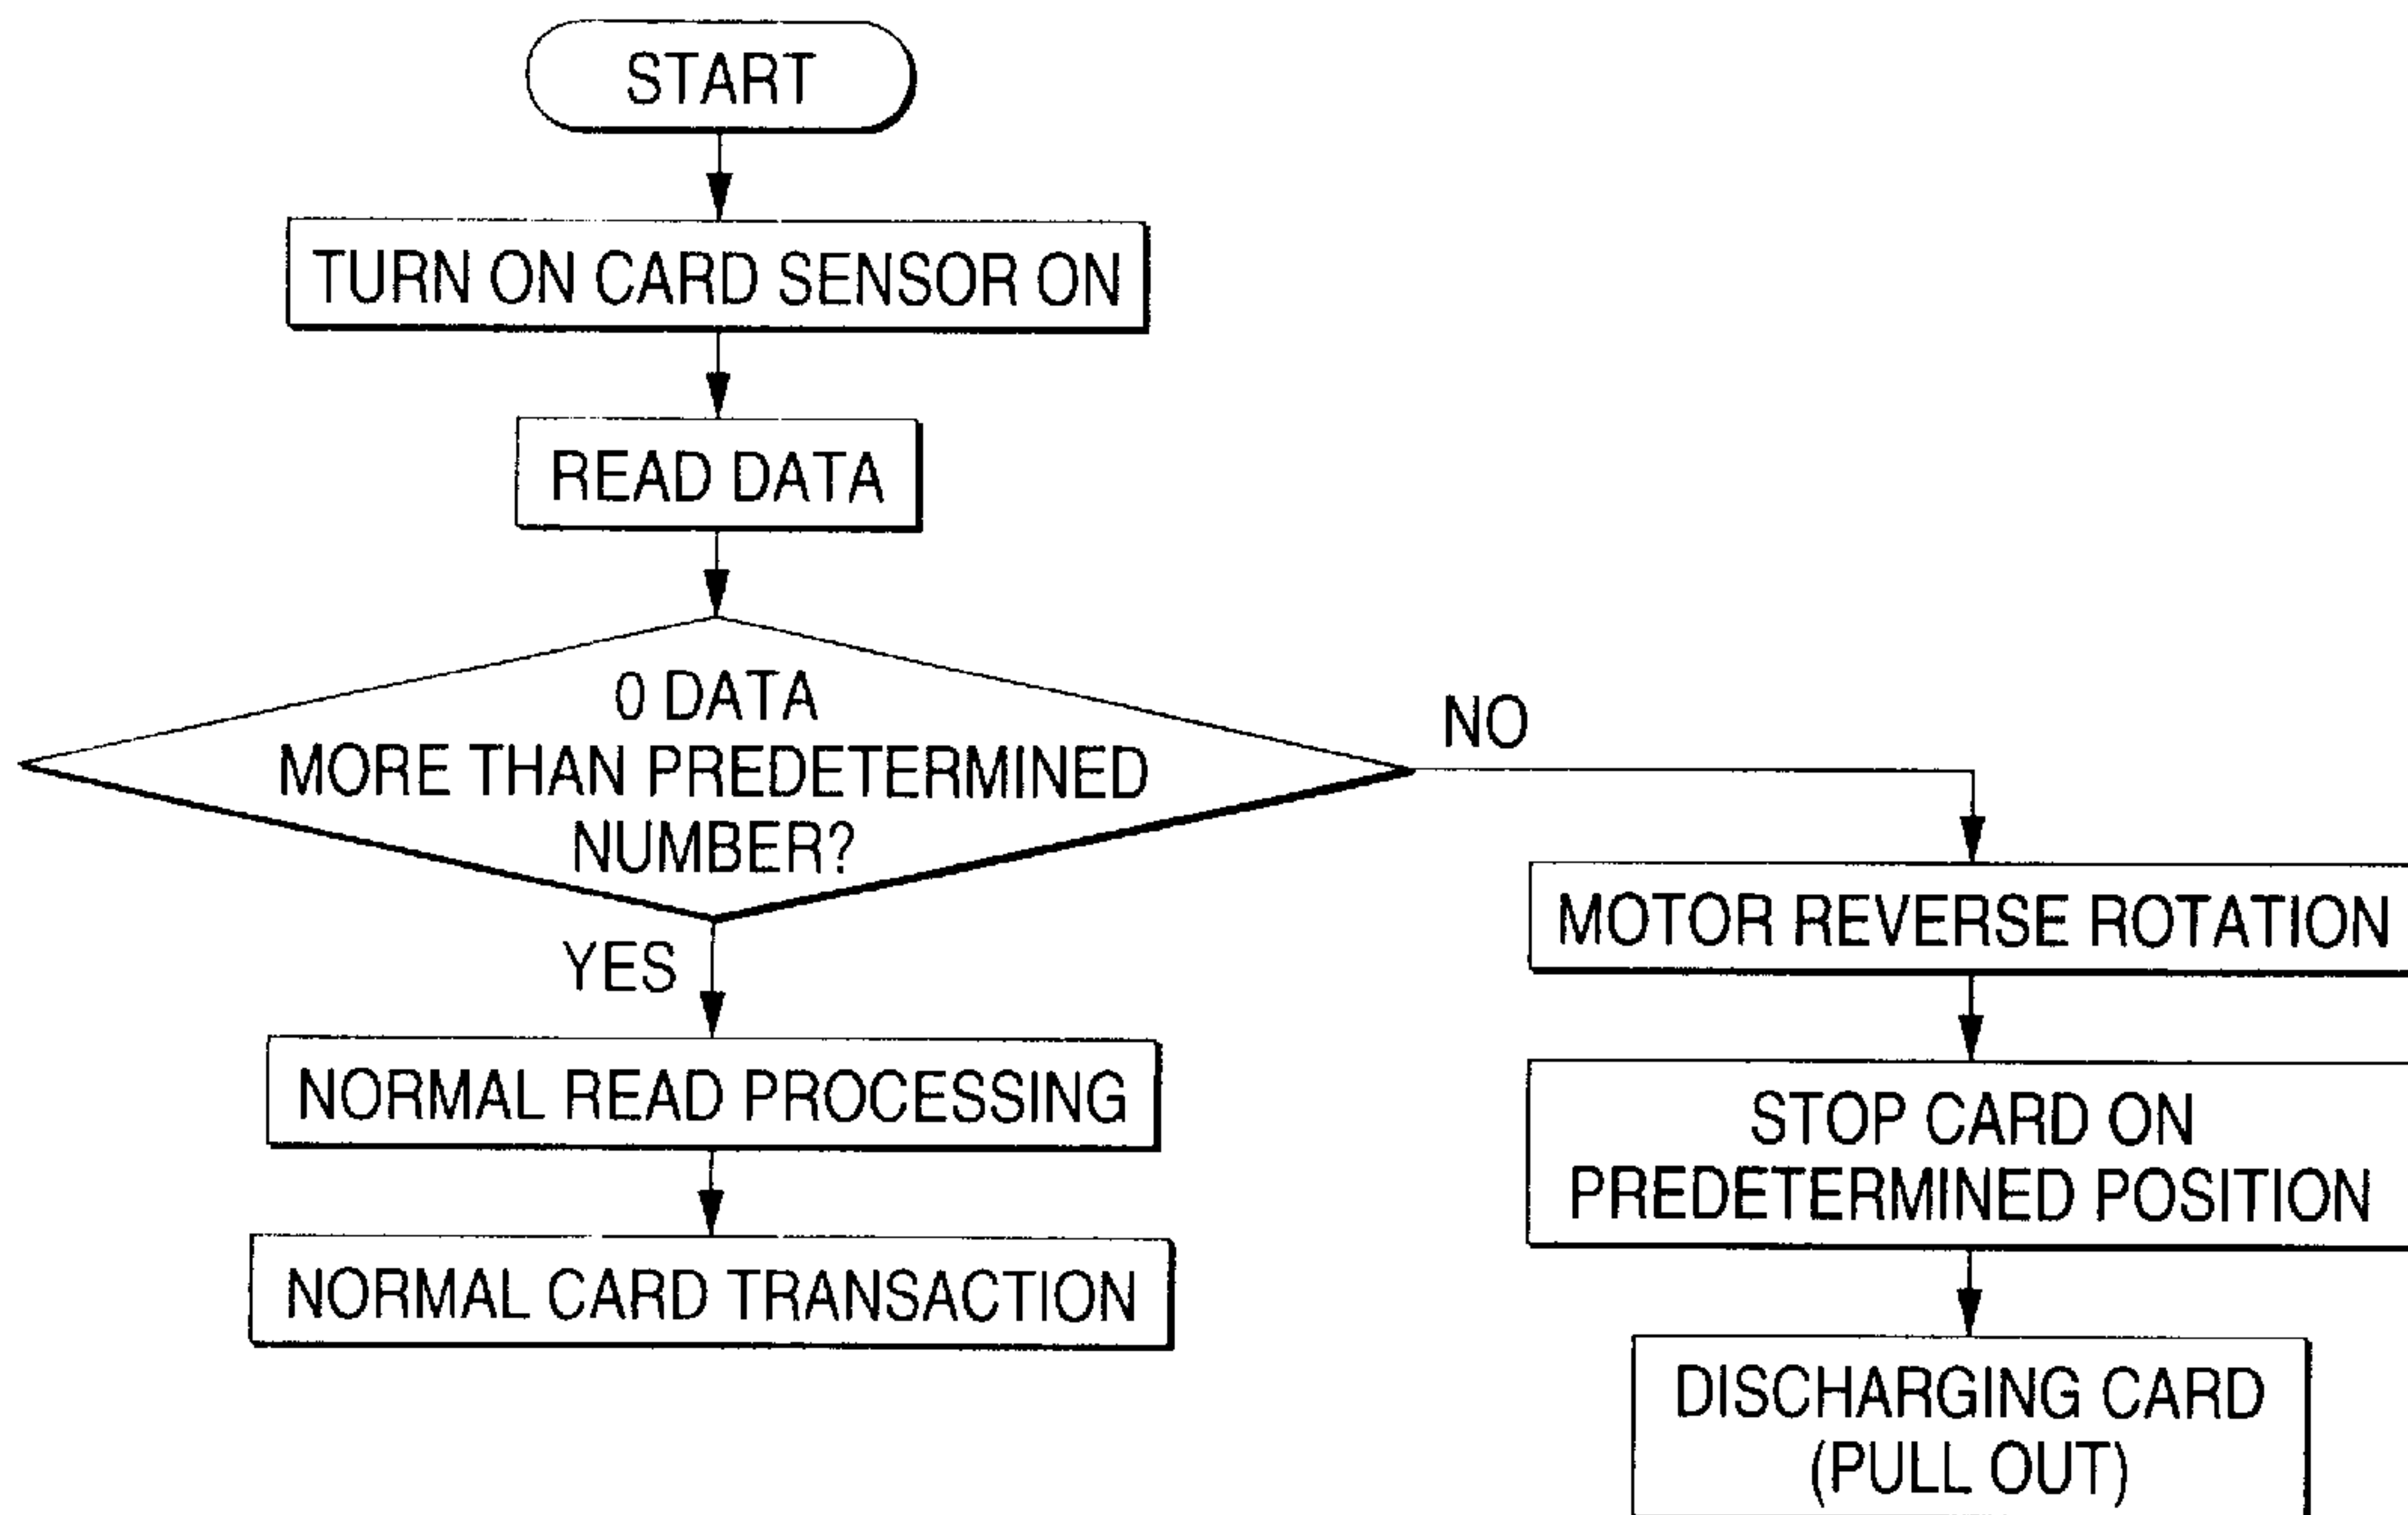 START
TURN ON CARD SENSOR ON
READ DATA
0 DATA
MORE THAN PREDETERMINED
NUMBER?
NO
YES
MOTOR REVERSE ROTATION
NORMAL READ PROCESSING
STOP CARD ON
PREDETERMINED POSITION
NORMAL CARD TRANSACTION
DISCHARGING CARD
(PULL OUT)